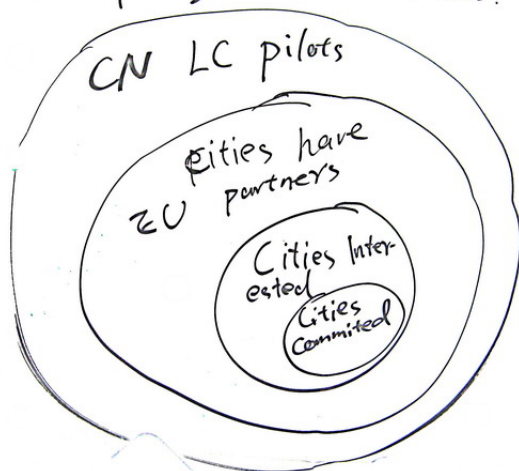 CN LC pilots
Cities have
EU partners
Cities Inter-
ested
Cities
Commited